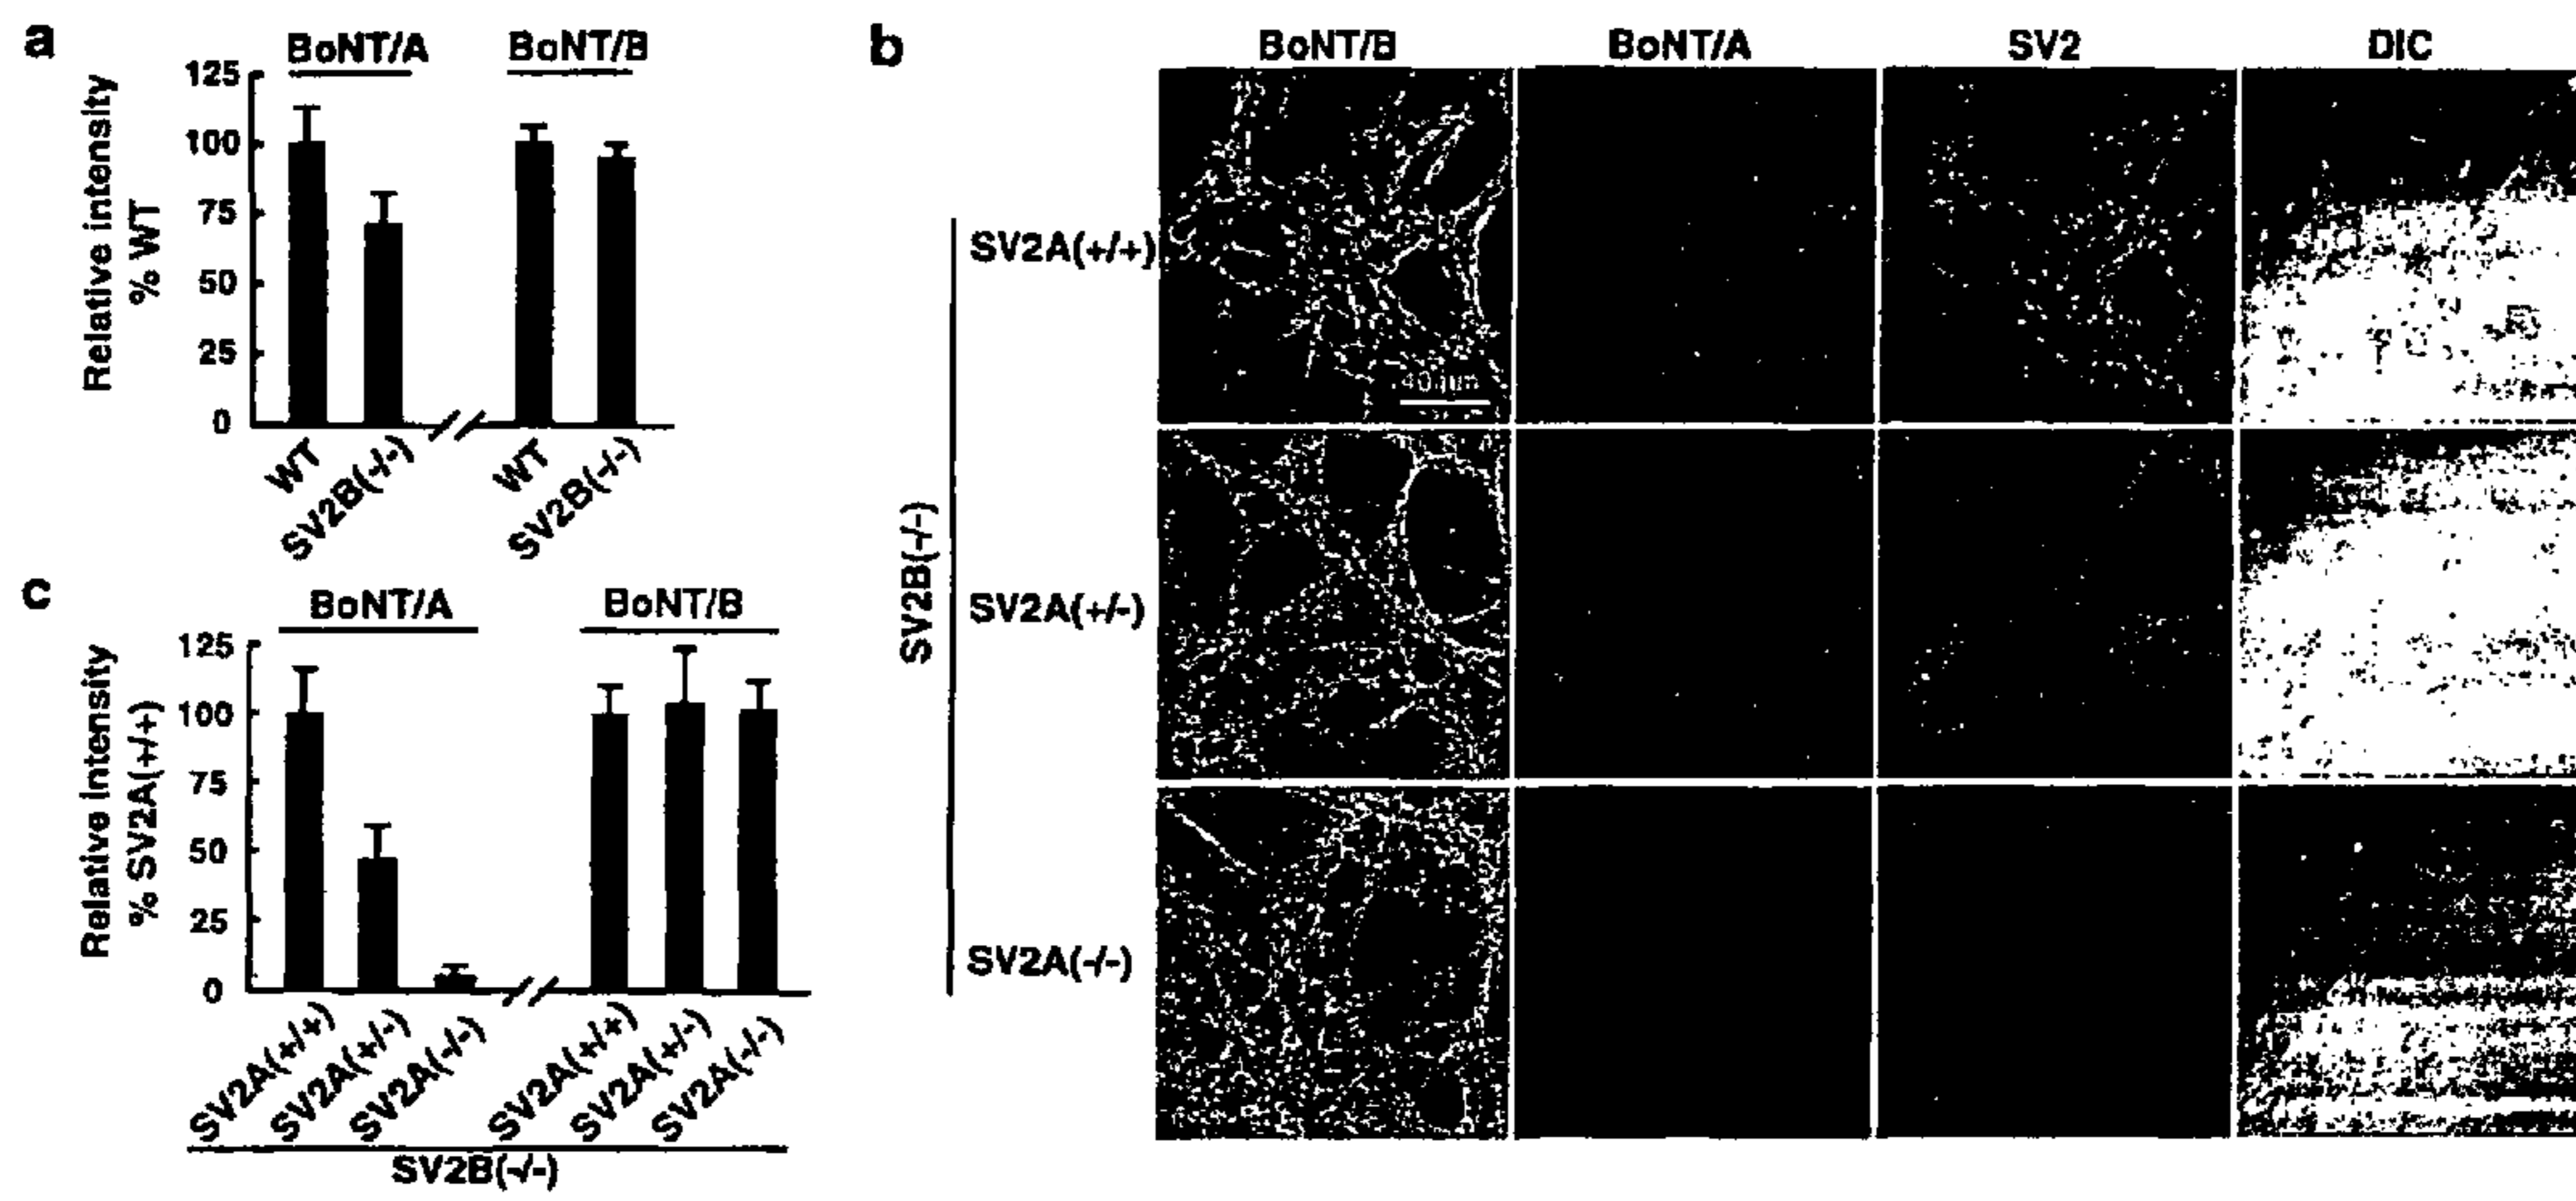 a
BoNT/A BoNT/B
Relative intensity
% WT
125
100
75
50
25
0
WT
SV2B(-/-)
WT
SV2B(-/-)
b
BoNT/B BoNT/A SV2 DIC
SV2B(-/-)
SV2A(+/+)
40 µm
SV2A(+/-)
SV2A(-/-)
c
BoNT/A BoNT/B
Relative intensity
% SV2A(+/+)
125
100
75
50
25
0
SV2A(+/+)
SV2A(+/-)
SV2A(-/-)
SV2A(+/+)
SV2A(+/-)
SV2A(-/-)
SV2B(-/-)